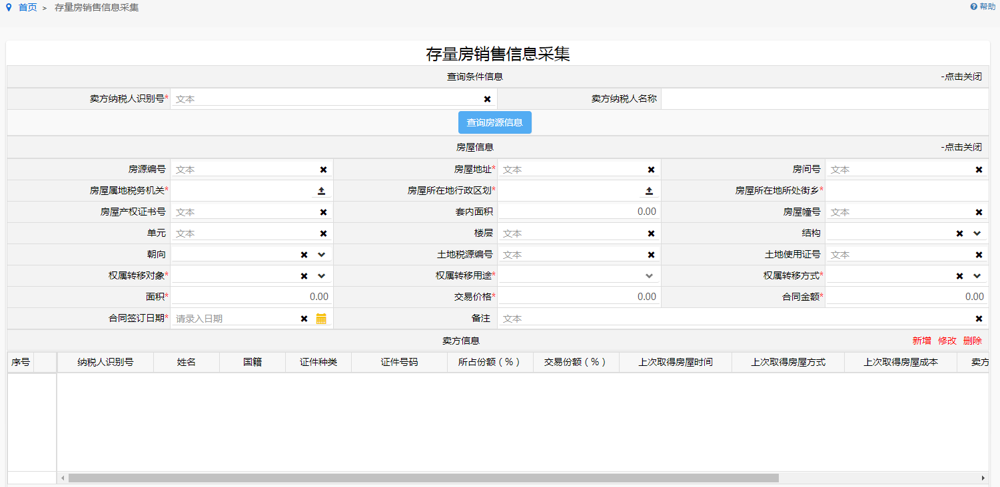 首页 > 存量房销售信息采集 帮助
存量房销售信息采集
查询条件信息 -点击关闭
卖方纳税人识别号* 文本 卖方纳税人名称
查询房源信息
房屋信息 -点击关闭
房源编号 文本 房屋地址* 文本 房间号 文本
房屋属地税务机关* 房屋所在地行政区划* 房屋所在地所处街乡*
房屋产权证书号 文本 套内面积 0.00 房屋幢号 文本
单元 文本 楼层 文本 结构
朝向 土地税源编号 文本 土地使用证号 文本
权属转移对象* 权属转移用途* 权属转移方式*
面积* 0.00 交易价格* 0.00 合同金额* 0.00
合同签订日期* 请录入日期 备注 文本
卖方信息 新增 修改 删除
序号 纳税人识别号 姓名 国籍 证件种类 证件号码 所占份额(%) 交易份额(%) 上次取得房屋时间 上次取得房屋方式 上次取得房屋成本 卖方